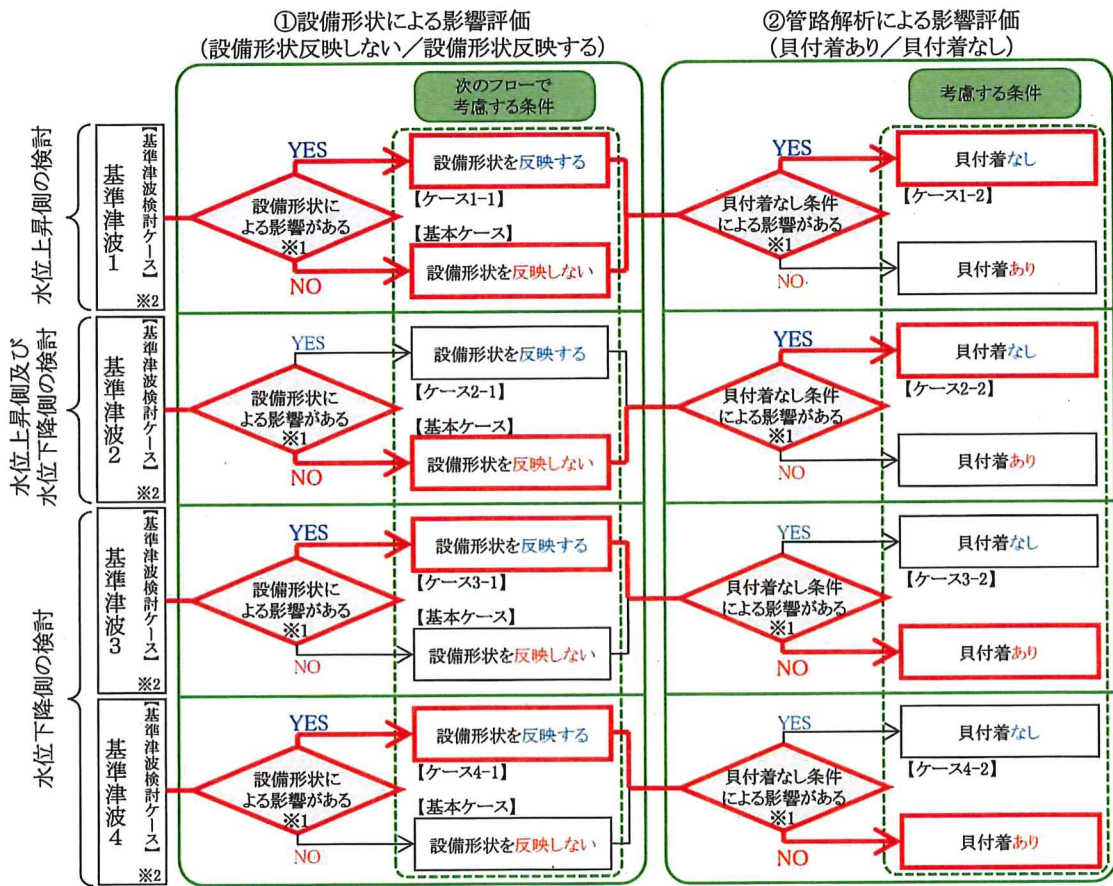 ①設備形状による影響評価
(設備形状反映しない／設備形状反映する)
②管路解析による影響評価
(貝付着あり／貝付着なし)
次のフローで
考慮する条件
考慮する条件
水位上昇側の検討
基準津波1
【基準津波検討ケース】
※2
設備形状に
よる影響がある
※1
YES
設備形状を反映する
【ケース1-1】
【基本ケース】
NO
設備形状を反映しない
貝付着なし条件
による影響がある
※1
YES
貝付着なし
【ケース1-2】
NO
貝付着あり
水位上昇側及び
水位下降側の検討
基準津波2
【基準津波検討ケース】
※2
設備形状に
よる影響がある
※1
YES
設備形状を反映する
【ケース2-1】
【基本ケース】
NO
設備形状を反映しない
貝付着なし条件
による影響がある
※1
YES
貝付着なし
【ケース2-2】
NO
貝付着あり
水位下降側の検討
基準津波3
【基準津波検討ケース】
※2
設備形状に
よる影響がある
※1
YES
設備形状を反映する
【ケース3-1】
【基本ケース】
NO
設備形状を反映しない
貝付着なし条件
による影響がある
※1
YES
貝付着なし
【ケース3-2】
NO
貝付着あり
基準津波4
【基準津波検討ケース】
※2
設備形状に
よる影響がある
※1
YES
設備形状を反映する
【ケース4-1】
【基本ケース】
NO
設備形状を反映しない
貝付着なし条件
による影響がある
※1
YES
貝付着なし
【ケース4-2】
NO
貝付着あり